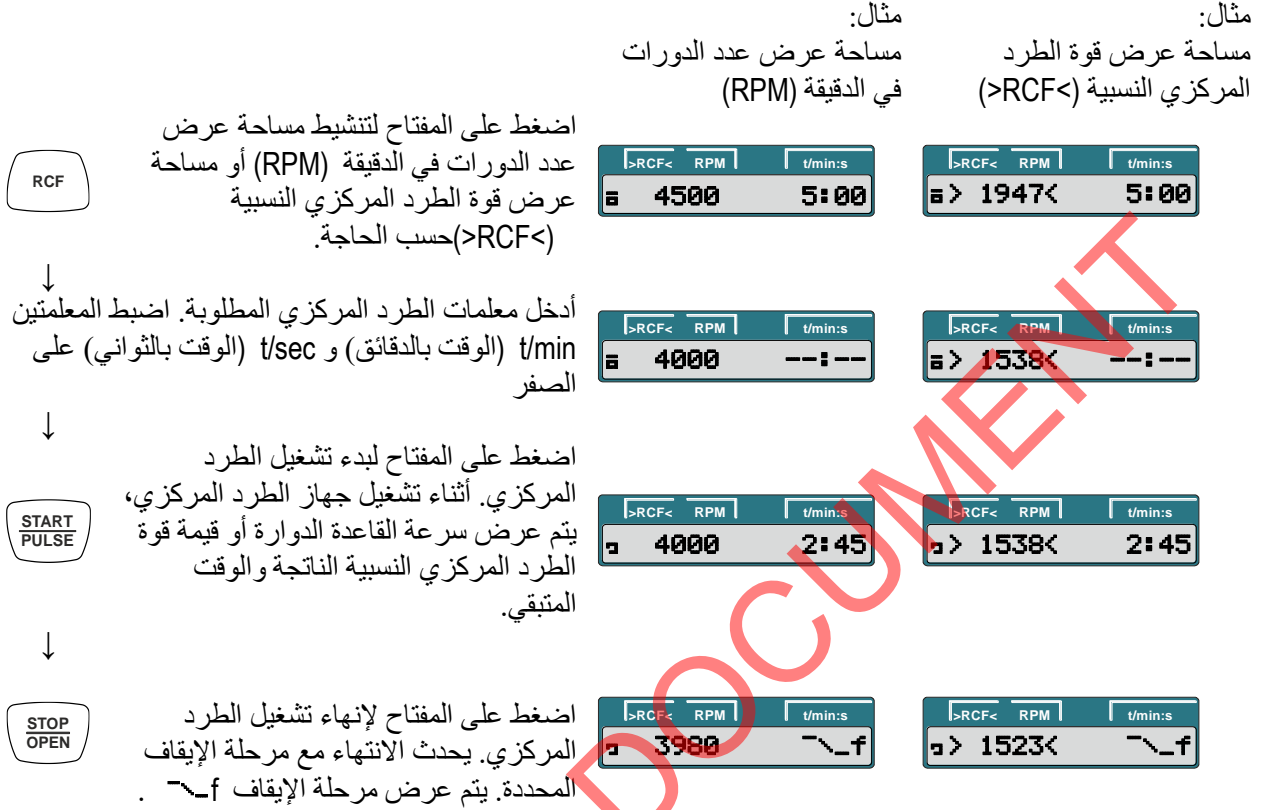 مثال:
مساحة عرض قوة الطرد
المركزي النسبية (>RCF<)
مثال:
مساحة عرض عدد الدورات
في الدقيقة (RPM)
اضغط على المفتاح لتنشيط مساحة عرض
عدد الدورات في الدقيقة (RPM) أو مساحة
عرض قوة الطرد المركزي النسبية
(>RCF<)حسب الحاجة.
RCF
>RCF< RPM t/min:s
4500 5:00
>RCF< RPM t/min:s
> 1947< 5:00
↓
أدخل معلمات الطرد المركزي المطلوبة. اضبط المعلمتين
t/min (الوقت بالدقائق) و t/sec (الوقت بالثواني) على
الصفر
>RCF< RPM t/min:s
4000 --:--
>RCF< RPM t/min:s
> 1538< --:--
↓
اضغط على المفتاح لبدء تشغيل الطرد
المركزي. أثناء تشغيل جهاز الطرد المركزي،
يتم عرض سرعة القاعدة الدوارة أو قيمة قوة
الطرد المركزي النسبية الناتجة والوقت
المتبقي.
START
PULSE
>RCF< RPM t/min:s
4000 2:45
>RCF< RPM t/min:s
> 1538< 2:45
↓
اضغط على المفتاح لإنهاء تشغيل الطرد
المركزي. يحدث الانتهاء مع مرحلة الإيقاف
المحددة. يتم عرض مرحلة الإيقاف ‾\_f .
STOP
OPEN
>RCF< RPM t/min:s
3980 ‾\_f
>RCF< RPM t/min:s
> 1523< ‾\_f
DOCUMENT